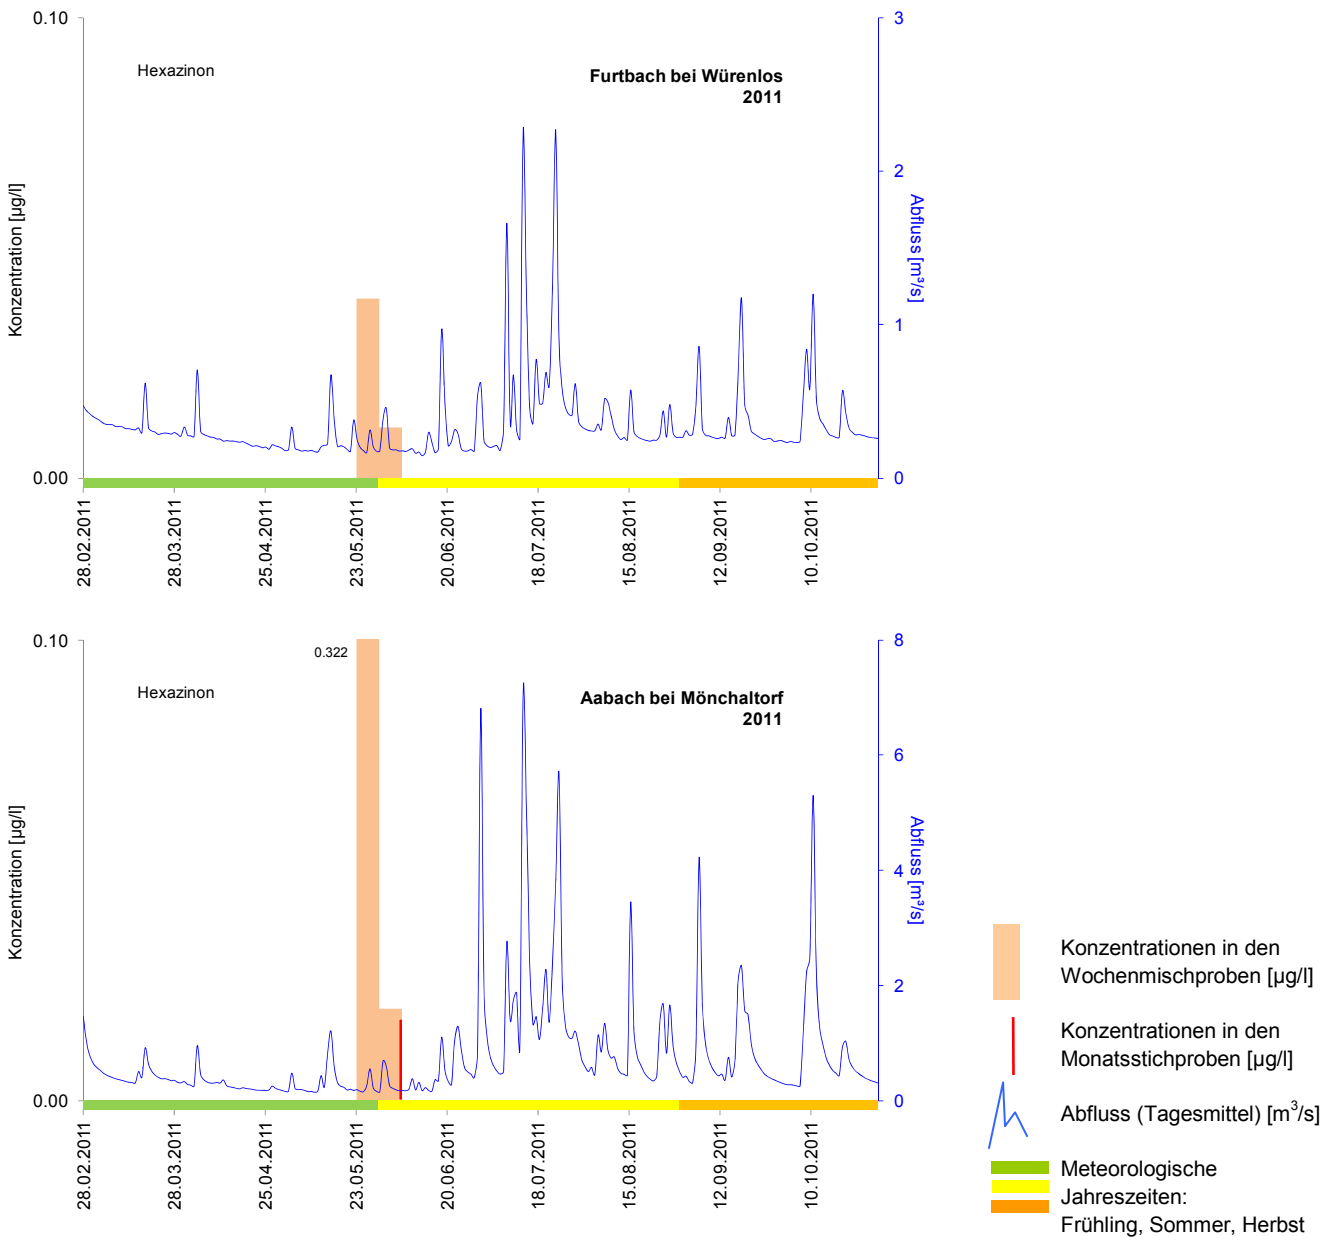 0.10
3
Hexazinon
Furtbach bei Würenlos
2011
2
Konzentration [µg/l]
Abfluss [m³/s]
1
0.00
0
28.02.2011
28.03.2011
25.04.2011
23.05.2011
20.06.2011
18.07.2011
15.08.2011
12.09.2011
10.10.2011
0.10
8
0.322
Hexazinon
Aabach bei Mönchaltorf
2011
6
Konzentration [µg/l]
Abfluss [m³/s]
4
2
0.00
0
28.02.2011
28.03.2011
25.04.2011
23.05.2011
20.06.2011
18.07.2011
15.08.2011
12.09.2011
10.10.2011
Konzentrationen in den
Wochenmischproben [µg/l]
Konzentrationen in den
Monatsstichproben [µg/l]
Abfluss (Tagesmittel) [m³/s]
Meteorologische
Jahreszeiten:
Frühling, Sommer, Herbst